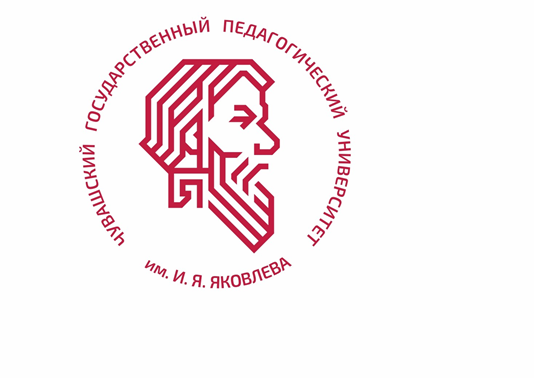 ЧУВАШСКИЙ ГОСУДАРСТВЕННЫЙ ПЕДАГОГИЧЕСКИЙ УНИВЕРСИТЕТ
им. И. Я. ЯКОВЛЕВА